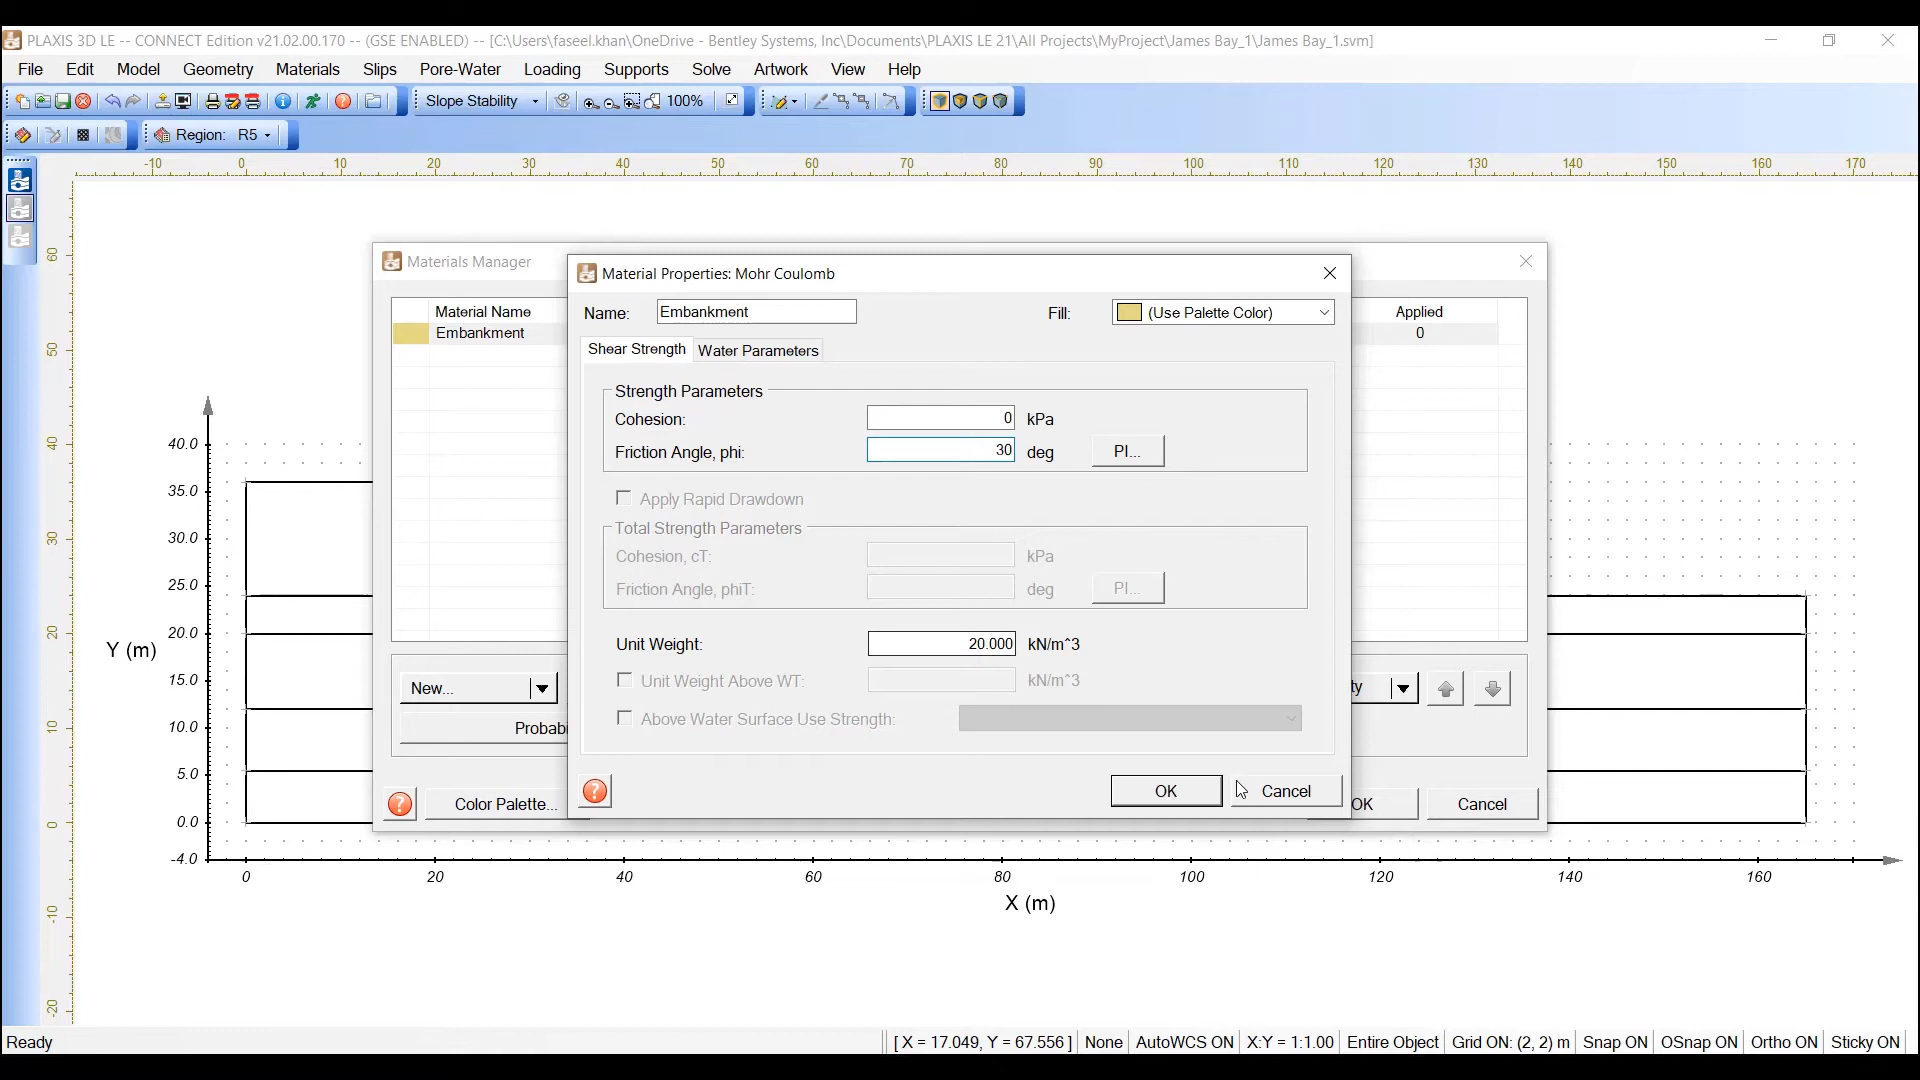 PLAXIS 3D LE -- CONNECT Edition v21.02.00.170 -- (GSE ENABLED) -- [C:\Users\faseel.khan\OneDrive - Bentley Systems, Inc\Documents\PLAXIS LE 21\All Projects\MyProject\James Bay_1\James Bay_1.svm]
File Edit Model Geometry Materials Slips Pore-Water Loading Supports Solve Artwork View Help
Slope Stability 100%
Region: R5
-10 0 10 20 30 40 50 60 70 80 90 100 110 120 130 140 150 160 170
60
50
40
30
20
10
0
-10
-20
Materials Manager
Material Name Applied
Embankment 0
New...
ty
Color Palette...
OK Cancel
Material Properties: Mohr Coulomb
Name: Embankment Fill: (Use Palette Color)
Shear Strength Water Parameters
Strength Parameters
Cohesion: 0 kPa
Friction Angle, phi: 30 deg PI...
Apply Rapid Drawdown
Total Strength Parameters
Cohesion, cT: kPa
Friction Angle, phiT: deg PI...
Unit Weight: 20.000 kN/m^3
Unit Weight Above WT: kN/m^3
Above Water Surface Use Strength:
OK Cancel
40.0
35.0
30.0
25.0
20.0
15.0
10.0
5.0
0.0
-4.0
Y (m)
0 20 40 60 80 100 120 140 160
X (m)
Ready [ X = 17.049, Y = 67.556 ] None AutoWCS ON X:Y = 1:1.00 Entire Object Grid ON: (2, 2) m Snap ON OSnap ON Ortho ON Sticky ON